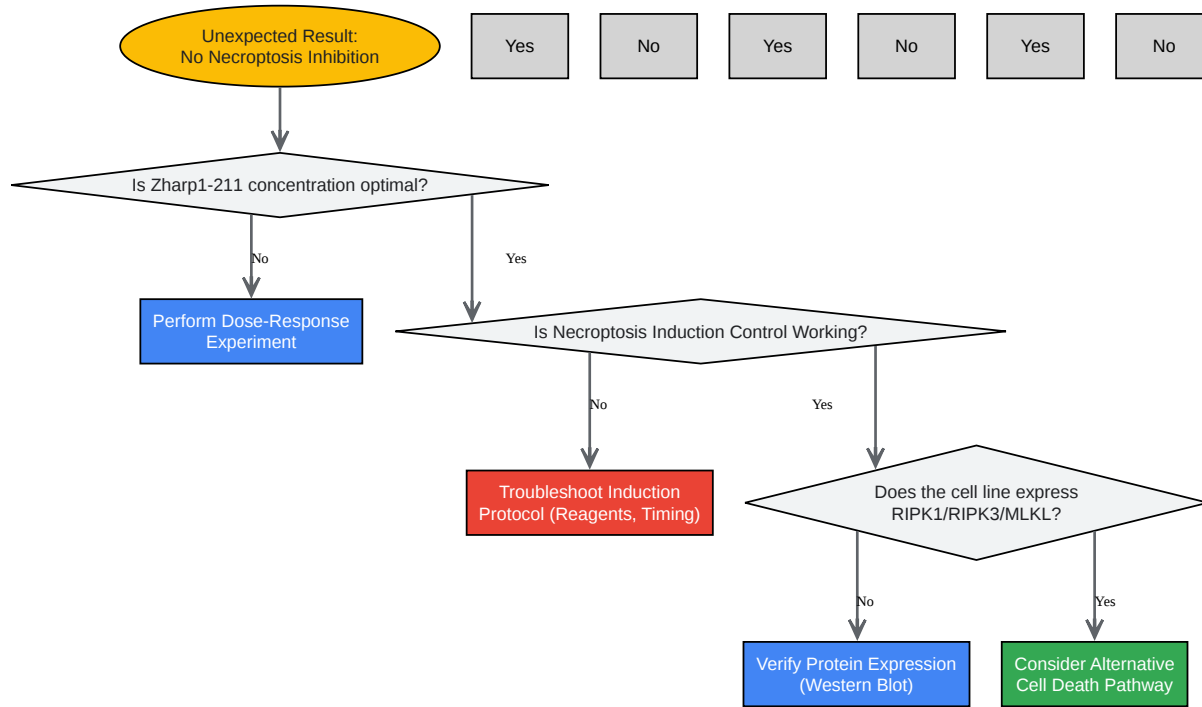 Unexpected Result:
No Necroptosis Inhibition
Yes
No
Yes
No
Yes
No
Is Zharp1-211 concentration optimal?
No
Yes
Perform Dose-Response
Experiment
Is Necroptosis Induction Control Working?
No
Yes
Troubleshoot Induction
Protocol (Reagents, Timing)
Does the cell line express
RIPK1/RIPK3/MLKL?
No
Yes
Verify Protein Expression
(Western Blot)
Consider Alternative
Cell Death Pathway